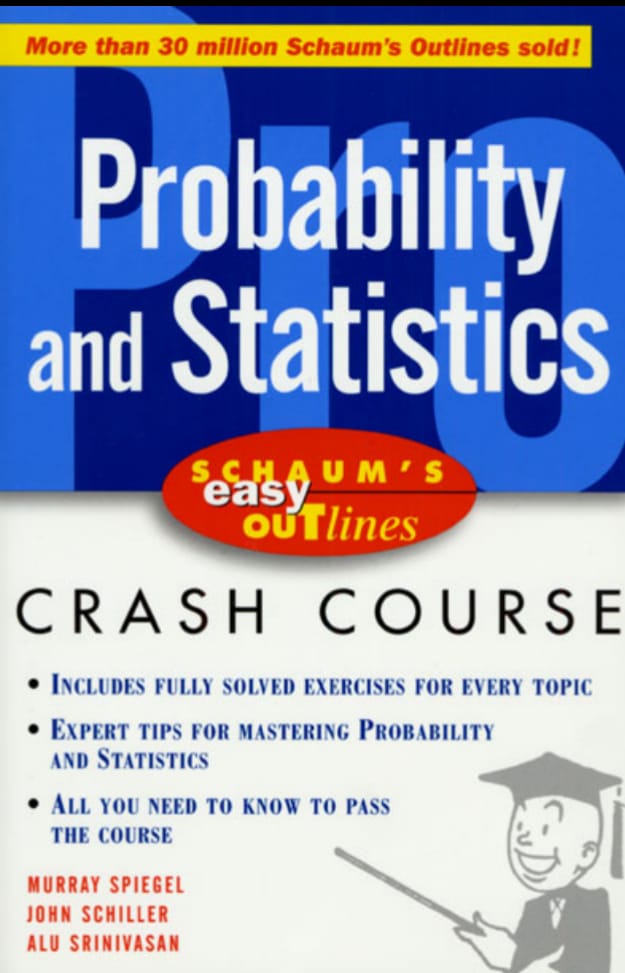 More than 30 million Schaum's Outlines sold!
Pro
Probability
and Statistics
SCHAUM'S
easy
OUTlines
CRASH COURSE
• INCLUDES FULLY SOLVED EXERCISES FOR EVERY TOPIC
• EXPERT TIPS FOR MASTERING PROBABILITY
AND STATISTICS
• ALL YOU NEED TO KNOW TO PASS
THE COURSE
MURRAY SPIEGEL
JOHN SCHILLER
ALU SRINIVASAN